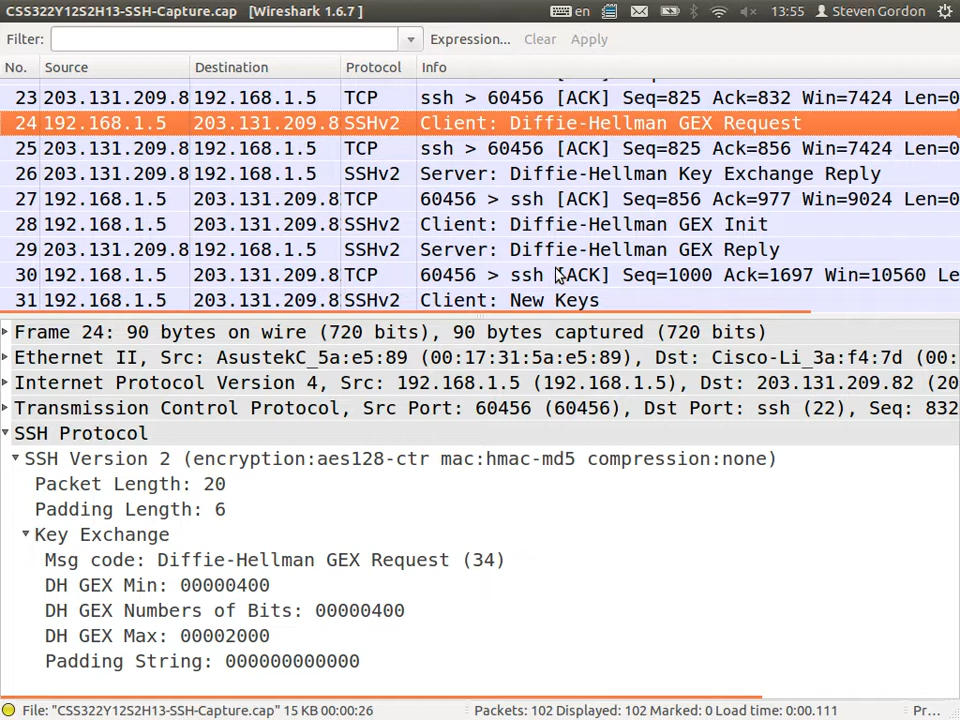 CSS322Y12S2H13-SSH-Capture.cap [Wireshark 1.6.7] en 13:55 Steven Gordon
Filter: Expression... Clear Apply
No. Source Destination Protocol Info
23 203.131.209.8 192.168.1.5 TCP ssh > 60456 [ACK] Seq=825 Ack=832 Win=7424 Len=0
24 192.168.1.5 203.131.209.8 SSHv2 Client: Diffie-Hellman GEX Request
25 203.131.209.8 192.168.1.5 TCP ssh > 60456 [ACK] Seq=825 Ack=856 Win=7424 Len=0
26 203.131.209.8 192.168.1.5 SSHv2 Server: Diffie-Hellman Key Exchange Reply
27 192.168.1.5 203.131.209.8 TCP 60456 > ssh [ACK] Seq=856 Ack=977 Win=9024 Len=0
28 192.168.1.5 203.131.209.8 SSHv2 Client: Diffie-Hellman GEX Init
29 203.131.209.8 192.168.1.5 SSHv2 Server: Diffie-Hellman GEX Reply
30 192.168.1.5 203.131.209.8 TCP 60456 > ssh [ACK] Seq=1000 Ack=1697 Win=10560 Le
31 192.168.1.5 203.131.209.8 SSHv2 Client: New Keys
Frame 24: 90 bytes on wire (720 bits), 90 bytes captured (720 bits)
Ethernet II, Src: AsustekC_5a:e5:89 (00:17:31:5a:e5:89), Dst: Cisco-Li_3a:f4:7d (00:
Internet Protocol Version 4, Src: 192.168.1.5 (192.168.1.5), Dst: 203.131.209.82 (20
Transmission Control Protocol, Src Port: 60456 (60456), Dst Port: ssh (22), Seq: 832
SSH Protocol
SSH Version 2 (encryption:aes128-ctr mac:hmac-md5 compression:none)
Packet Length: 20
Padding Length: 6
Key Exchange
Msg code: Diffie-Hellman GEX Request (34)
DH GEX Min: 00000400
DH GEX Numbers of Bits: 00000400
DH GEX Max: 00002000
Padding String: 000000000000
File: "CSS322Y12S2H13-SSH-Capture.cap" 15 KB 00:00:26 Packets: 102 Displayed: 102 Marked: 0 Load time: 0:00.111 Pr...